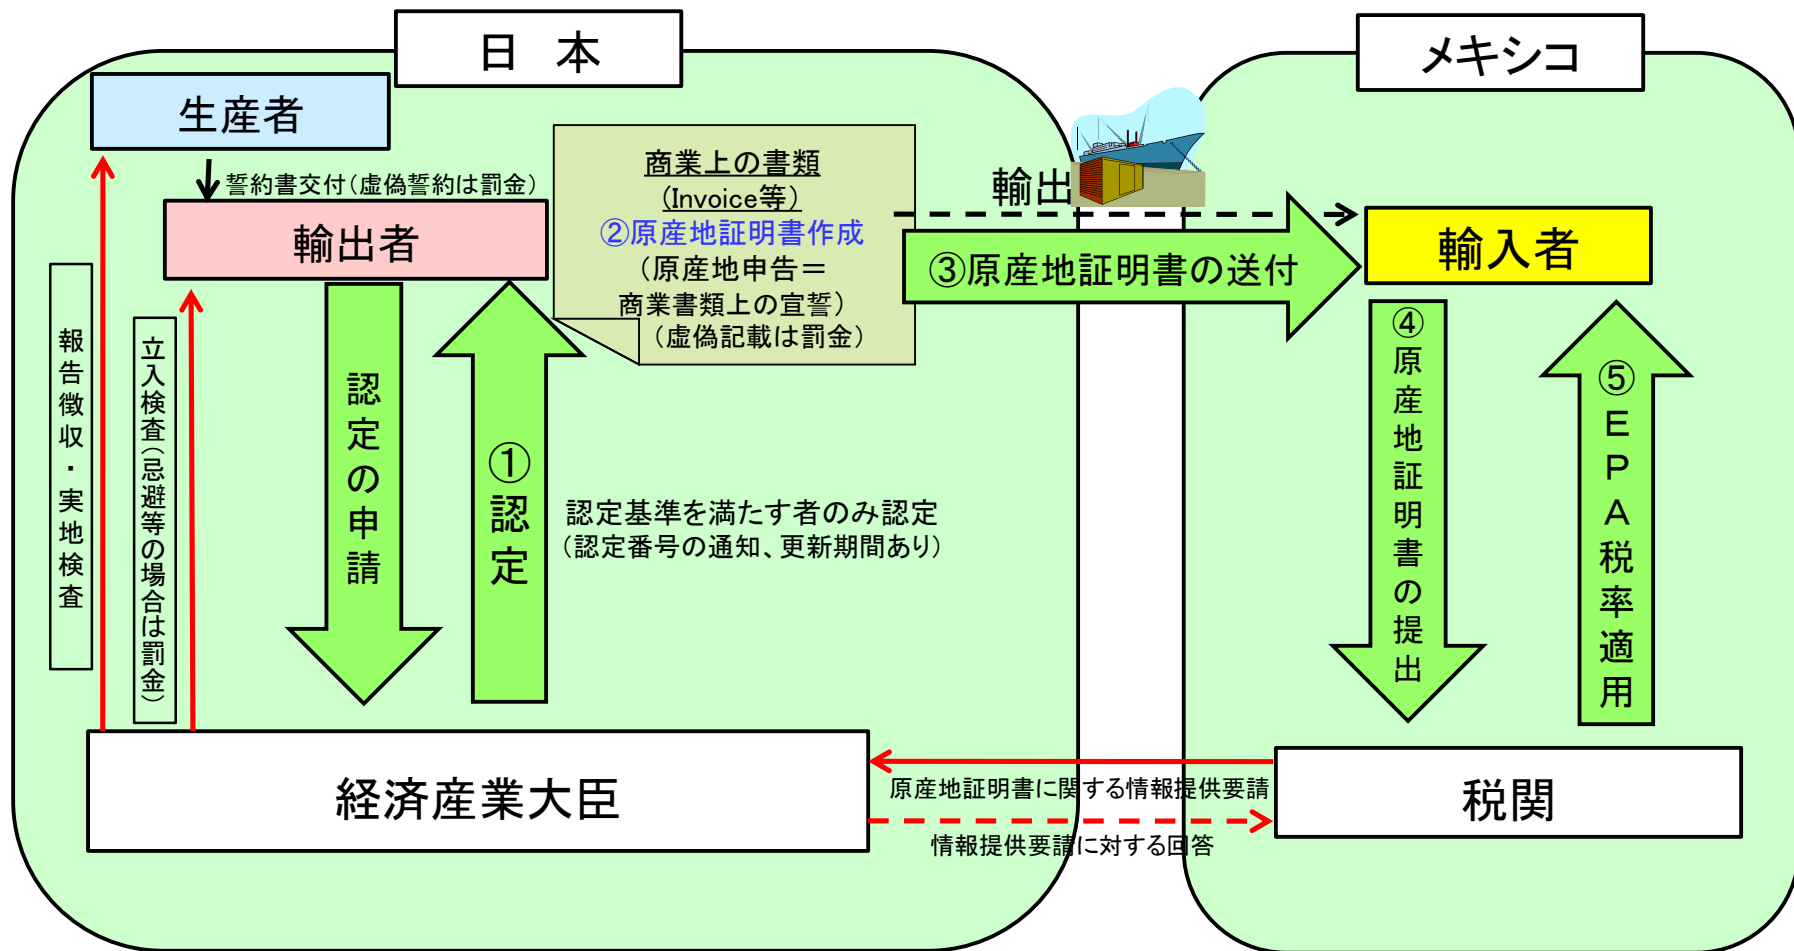 日　本
メキシコ
生産者
誓約書交付（虚偽誓約は罰金）
輸出者
商業上の書類
(Invoice等)
②原産地証明書作成
（原産地申告＝
商業書類上の宣誓）
（虚偽記載は罰金）
輸出
③原産地証明書の送付
輸入者
報告徴収・実地検査
立入検査（忌避等の場合は罰金）
認定の申請
①認定
認定基準を満たす者のみ認定
（認定番号の通知、更新期間あり）
④原産地証明書の提出
⑤ＥＰＡ税率適用
経済産業大臣
原産地証明書に関する情報提供要請
情報提供要請に対する回答
税関